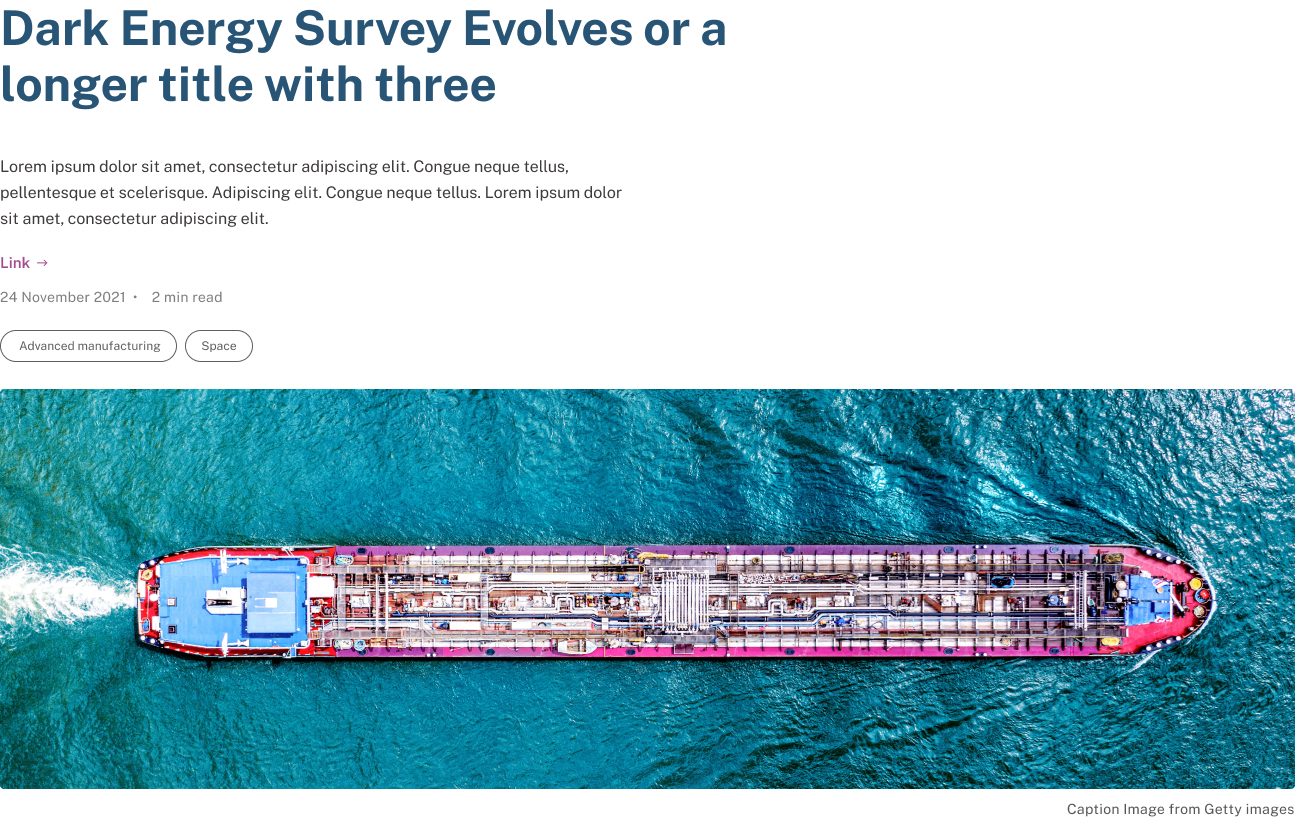 Dark Energy Survey Evolves or a
longer title with three
Lorem ipsum dolor sit amet, consectetur adipiscing elit. Congue neque tellus,
pellentesque et scelerisque. Adipiscing elit. Congue neque tellus. Lorem ipsum dolor
sit amet, consectetur adipiscing elit.
Link →
24 November 2021 • 2 min read
Advanced manufacturing Space
Caption Image from Getty images